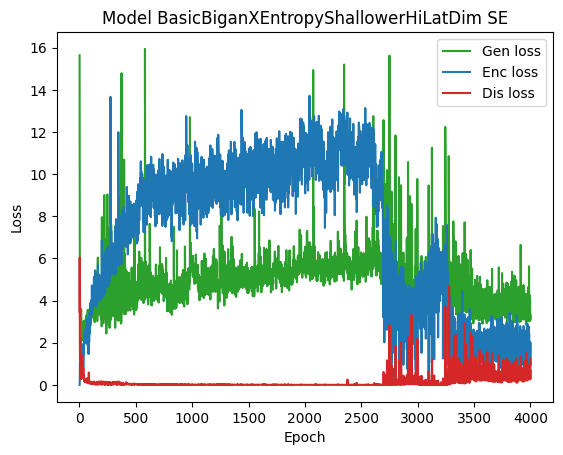 Model BasicBiganXEntropyShallowerHiLatDim SE
Gen loss
Enc loss
Dis loss
16
14
12
10
8
6
4
2
0
Loss
0 500 1000 1500 2000 2500 3000 3500 4000
Epoch